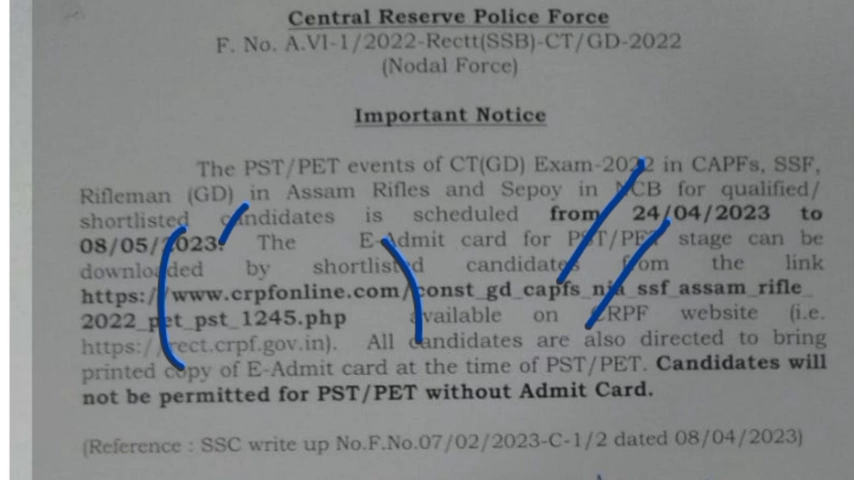 Central Reserve Police Force
F. No. A.VI-1/2022-Rectt(SSB)-CT/GD-2022
(Nodal Force)
Important Notice
The PST/PET events of CT(GD) Exam-2022 in CAPFs, SSF,
Rifleman (GD) in Assam Rifles and Sepoy in NCB for qualified/
shortlisted candidates is scheduled from 24/04/2023 to
08/05/2023. The E-Admit card for PST/PET stage can be
downloaded by shortlisted candidates from the link
https://www.crpfonline.com/const_gd_capfs_nia_ssf_assam_rifle_
2022_pet_pst_1245.php available on CRPF website (i.e.
https://rect.crpf.gov.in). All candidates are also directed to bring
printed copy of E-Admit card at the time of PST/PET. Candidates will
not be permitted for PST/PET without Admit Card.
(Reference : SSC write up No.F.No.07/02/2023-C-1/2 dated 08/04/2023)